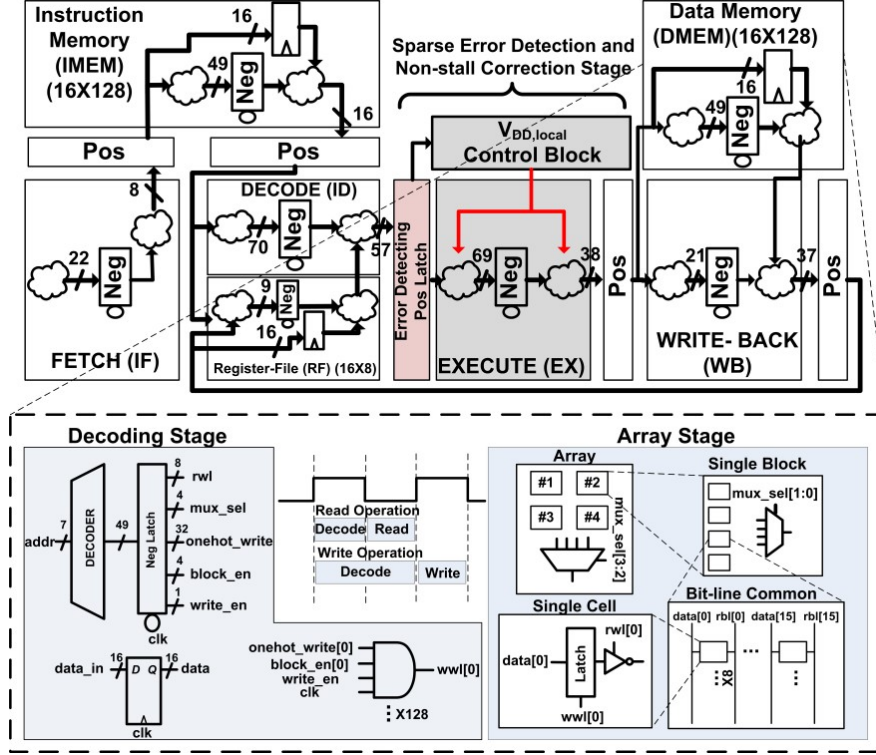 Instruction
Memory
(IMEM)
(16X128)
16
49
Neg
16
Sparse Error Detection and
Non-stall Correction Stage
Data Memory
(DMEM)(16X128)
16
49
Neg
Pos
Pos
VDD,local
Control Block
8
22
Neg
FETCH (IF)
DECODE (ID)
70
Neg
57
9
Neg
16
Register-File (RF) (16X8)
Error Detecting
Pos Latch
69
Neg
38
EXECUTE (EX)
Pos
21
Neg
37
WRITE- BACK
(WB)
Pos
Decoding Stage
addr
7
DECODER
49
Neg Latch
clk
8
rwl
4
mux_sel
32
onehot_write
4
block_en
1
write_en
data_in
16
D Q
16
data
clk
Read Operation
Decode
Read
Write Operation
Decode
Write
onehot_write[0]
block_en[0]
write_en
clk
wwl[0]
X128
Array Stage
Array
#1
#2
#3
#4
mux_sel[3:2]
Single Block
mux_sel[1:0]
Single Cell
data[0]
Latch
rwl[0]
wwl[0]
Bit-line Common
data[0] rbl[0] data[15] rbl[15]
...
X8